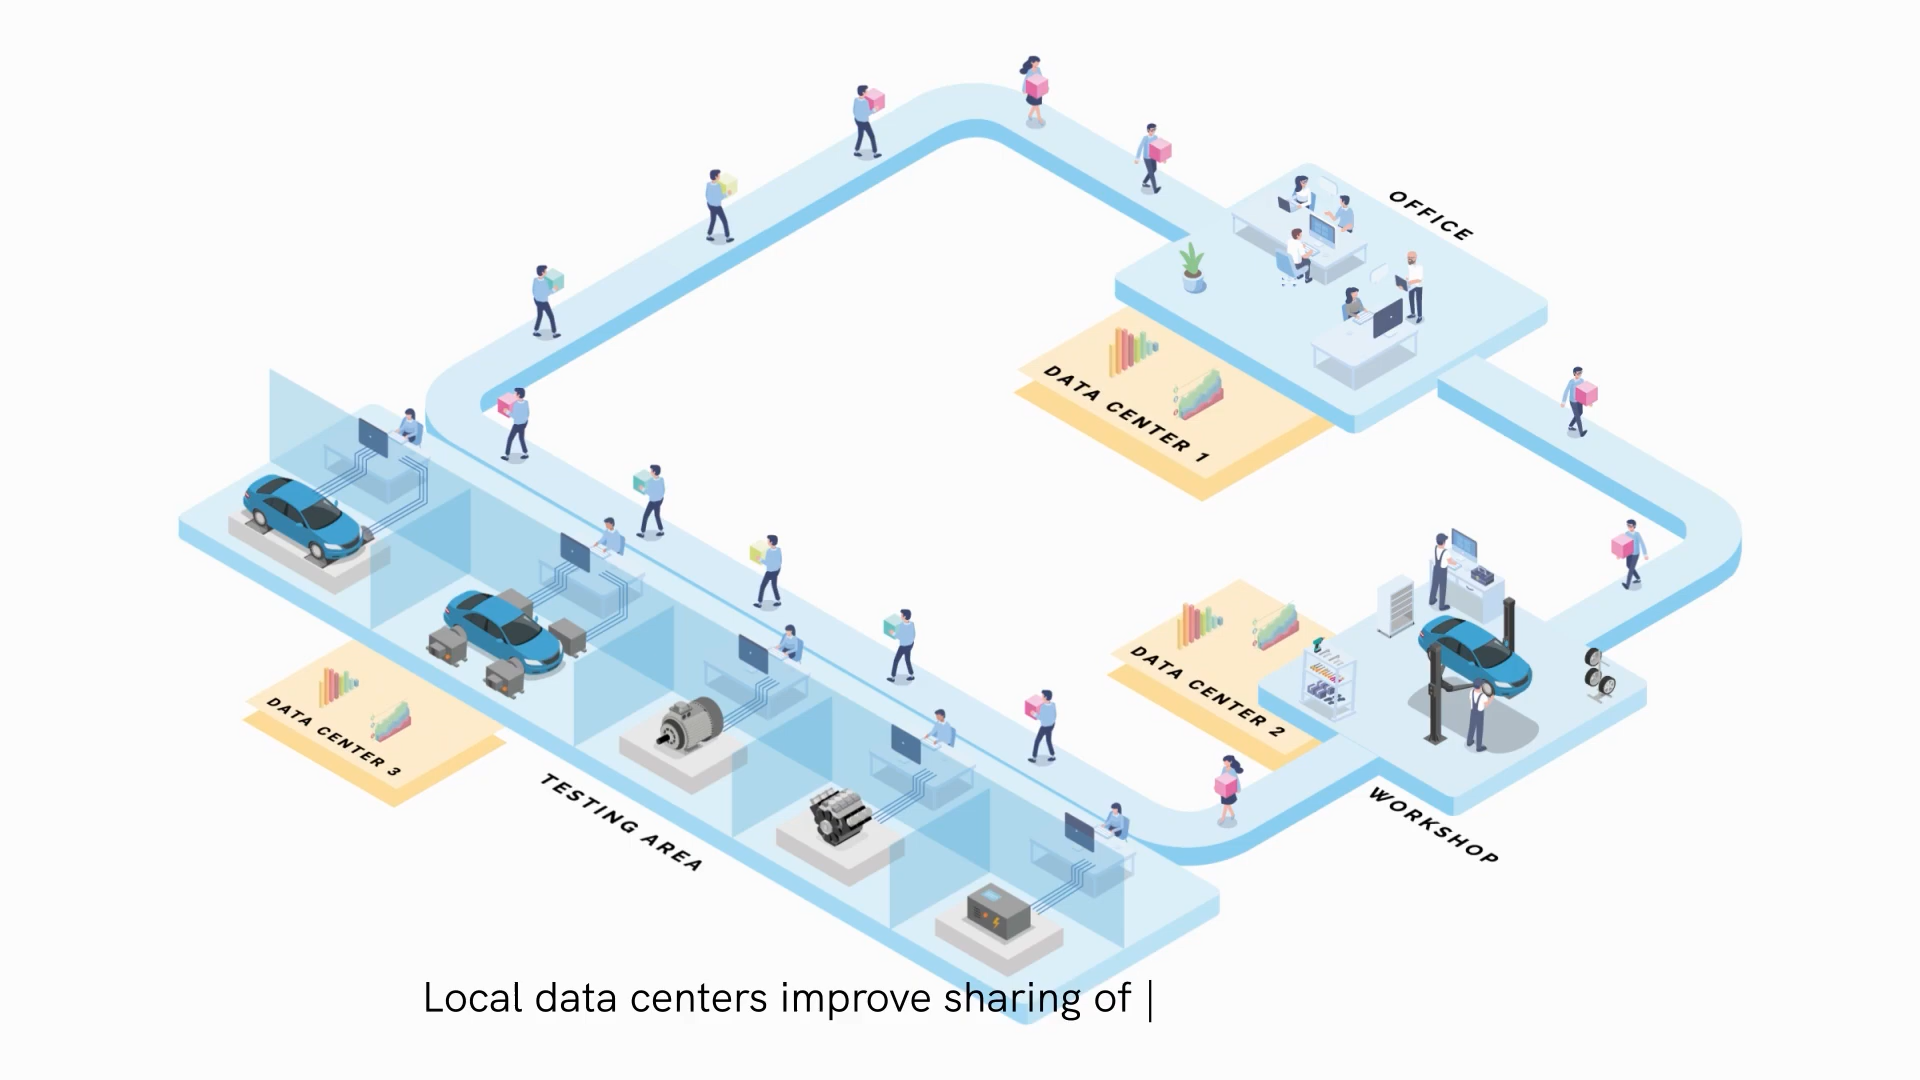 OFFICE
DATA CENTER 1
DATA CENTER 2
DATA CENTER 3
TESTING AREA
WORKSHOP
Local data centers improve sharing of